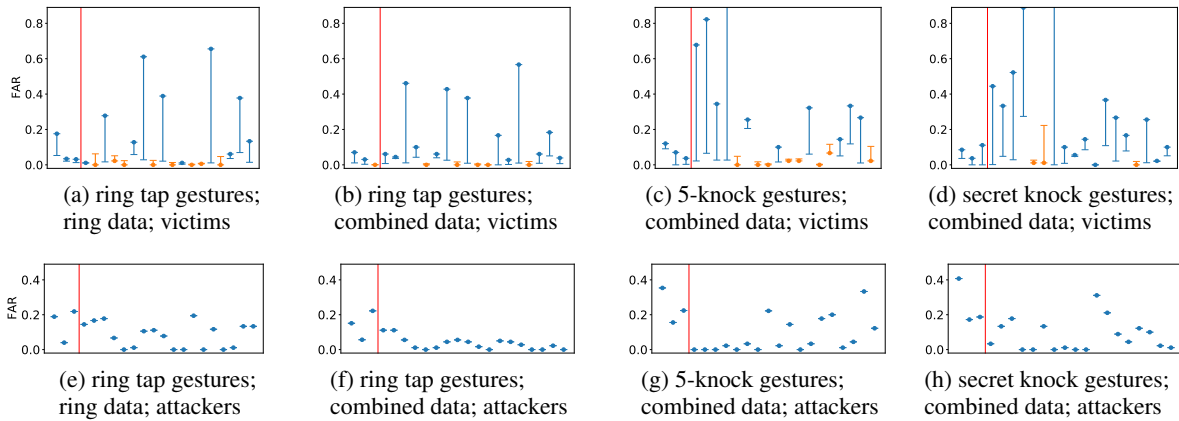 0.8
0.6
0.4
0.2
0.0
FAR
0.8
0.6
0.4
0.2
0.0
0.8
0.6
0.4
0.2
0.0
0.8
0.6
0.4
0.2
0.0
(a) ring tap gestures;
ring data; victims
(b) ring tap gestures;
combined data; victims
(c) 5-knock gestures;
combined data; victims
(d) secret knock gestures;
combined data; victims
0.4
0.2
0.0
FAR
0.4
0.2
0.0
0.4
0.2
0.0
0.4
0.2
0.0
(e) ring tap gestures;
ring data; attackers
(f) ring tap gestures;
combined data; attackers
(g) 5-knock gestures;
combined data; attackers
(h) secret knock gestures;
combined data; attackers